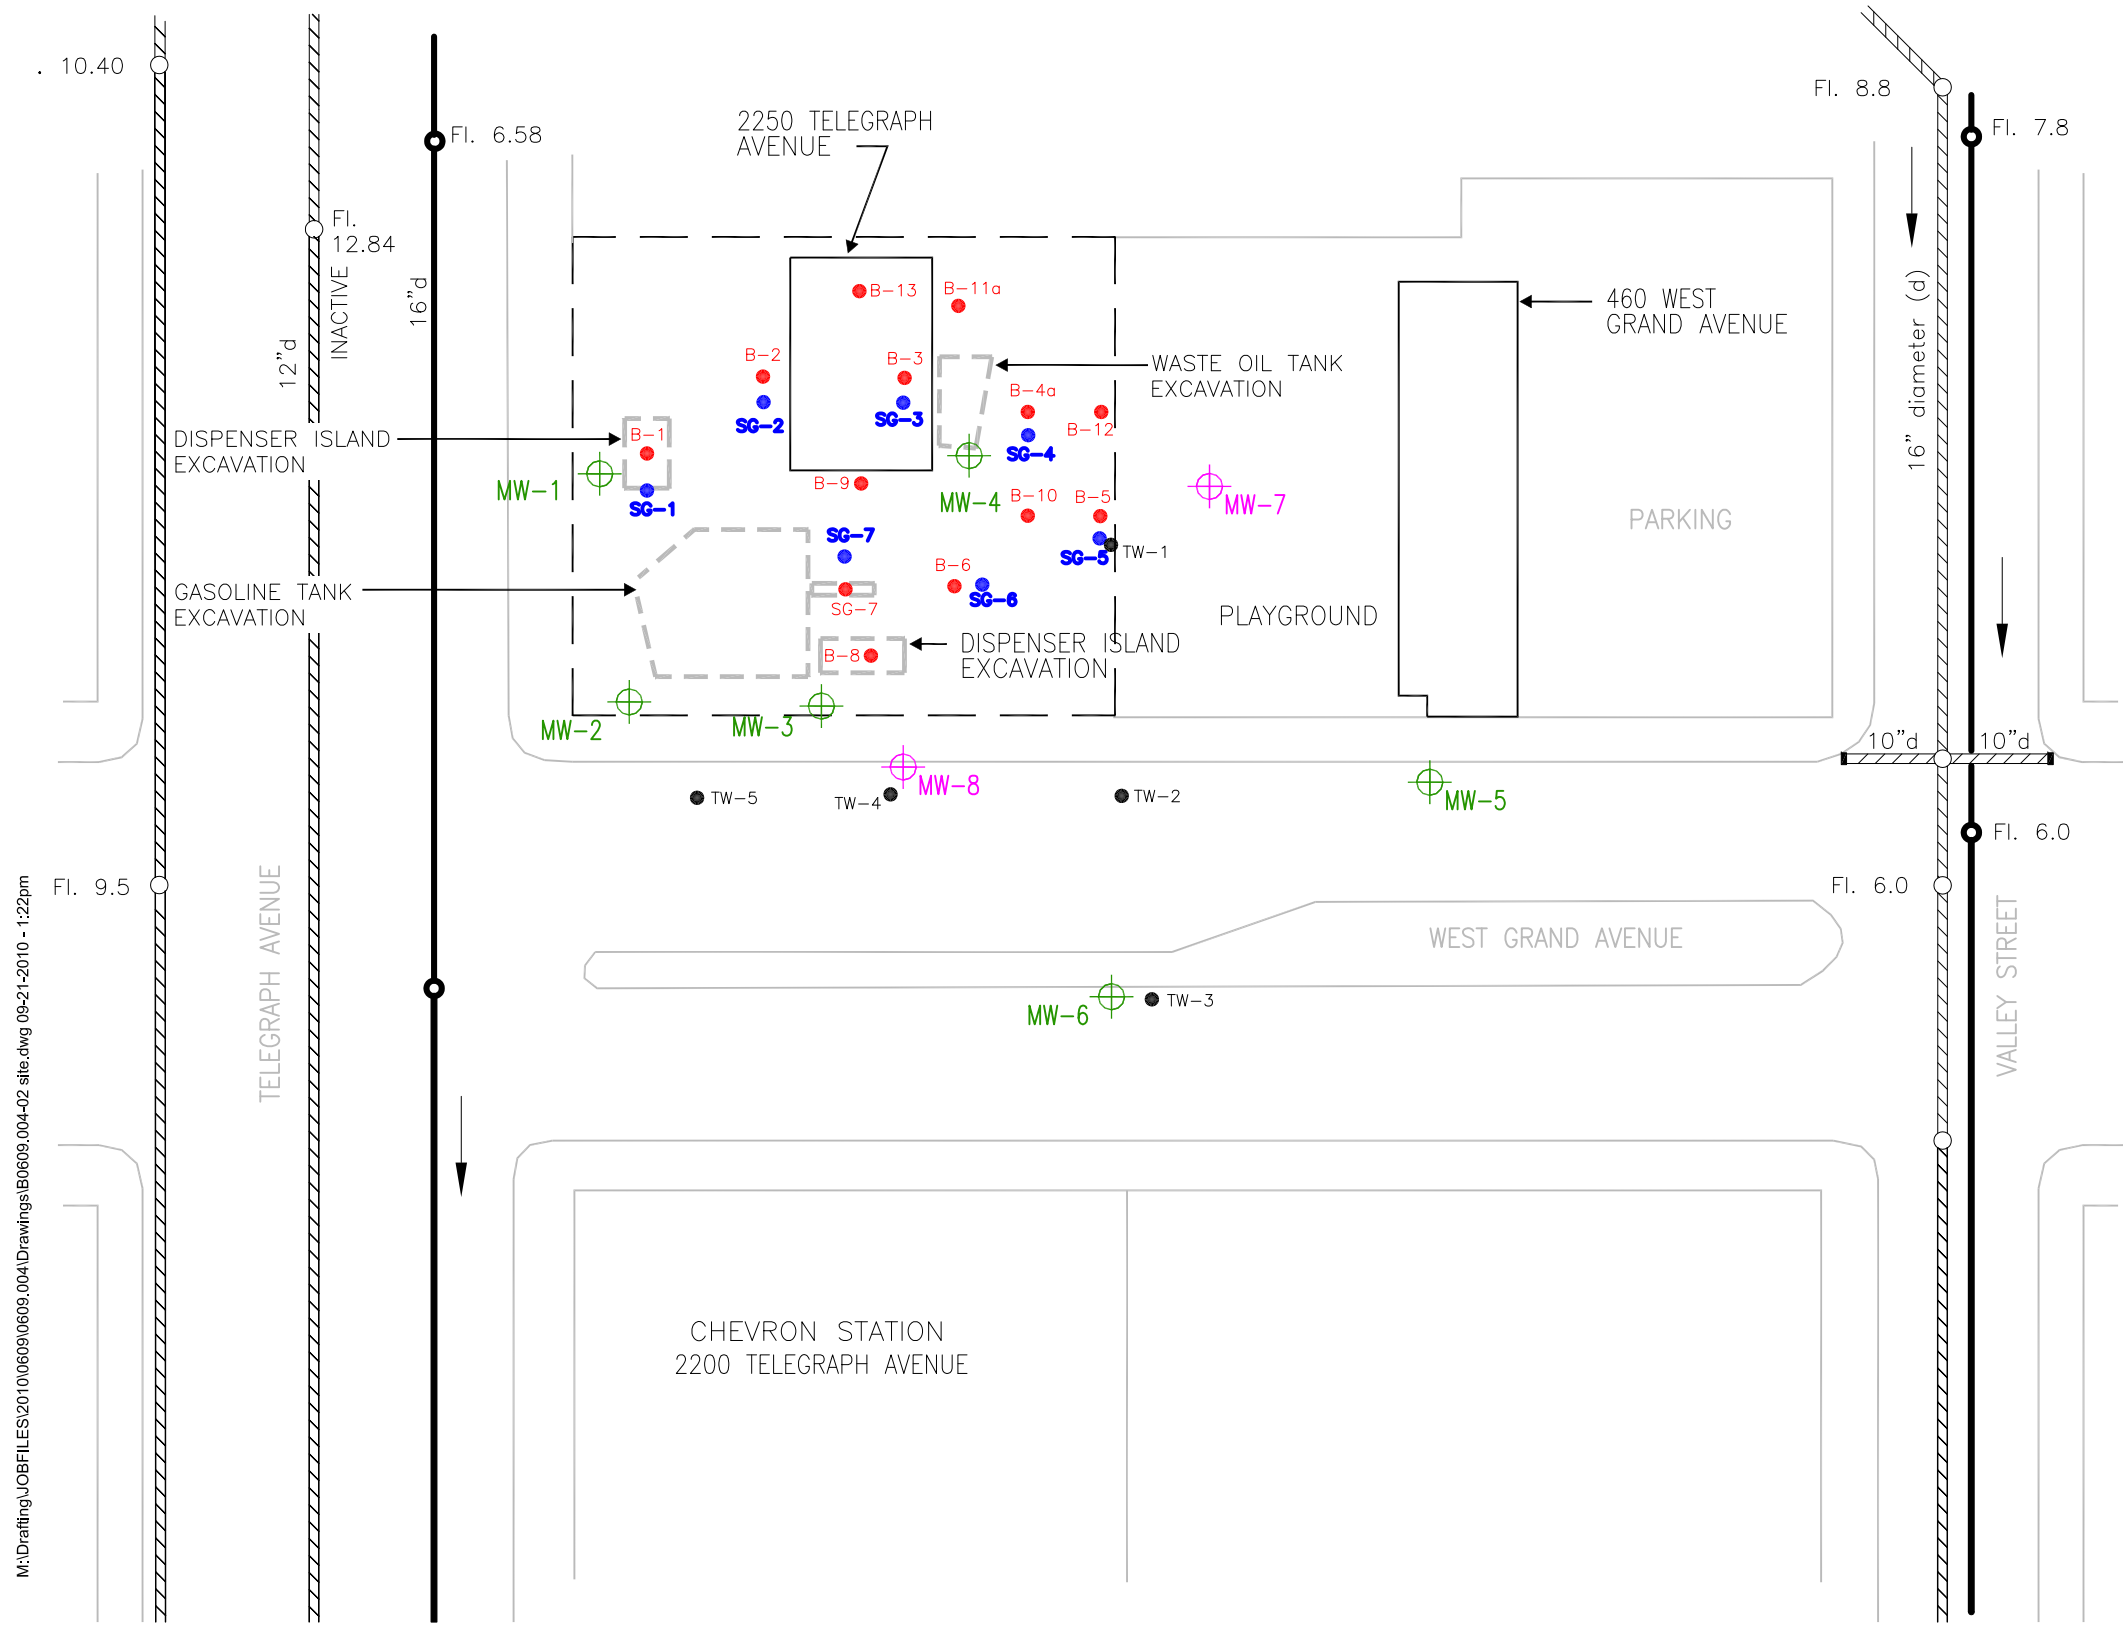 . 10.40
Fl. 8.8
Fl. 7.8
2250 TELEGRAPH
AVENUE
Fl. 6.58
Fl.
12.84
INACTIVE
16"d
12"d
16" diameter (d)
B-13
B-11a
460 WEST
GRAND AVENUE
B-2
B-3
WASTE OIL TANK
EXCAVATION
B-4a
SG-2
SG-3
B-12
DISPENSER ISLAND
EXCAVATION
B-1
SG-4
MW-1
B-9
MW-4
B-10
B-5
MW-7
SG-1
PARKING
SG-7
SG-5
TW-1
B-6
GASOLINE TANK
EXCAVATION
SG-6
SG-7
PLAYGROUND
B-8
DISPENSER ISLAND
EXCAVATION
MW-2
MW-3
10"d
10"d
MW-8
TW-5
TW-4
TW-2
MW-5
Fl. 6.0
Fl. 9.5
Fl. 6.0
TELEGRAPH AVENUE
WEST GRAND AVENUE
VALLEY STREET
MW-6
TW-3
CHEVRON STATION
2200 TELEGRAPH AVENUE
M:\Drafting\JOBFILES\2010\0609\0609.004\Drawings\B0609.004-02 site.dwg 09-21-2010 - 1:22pm